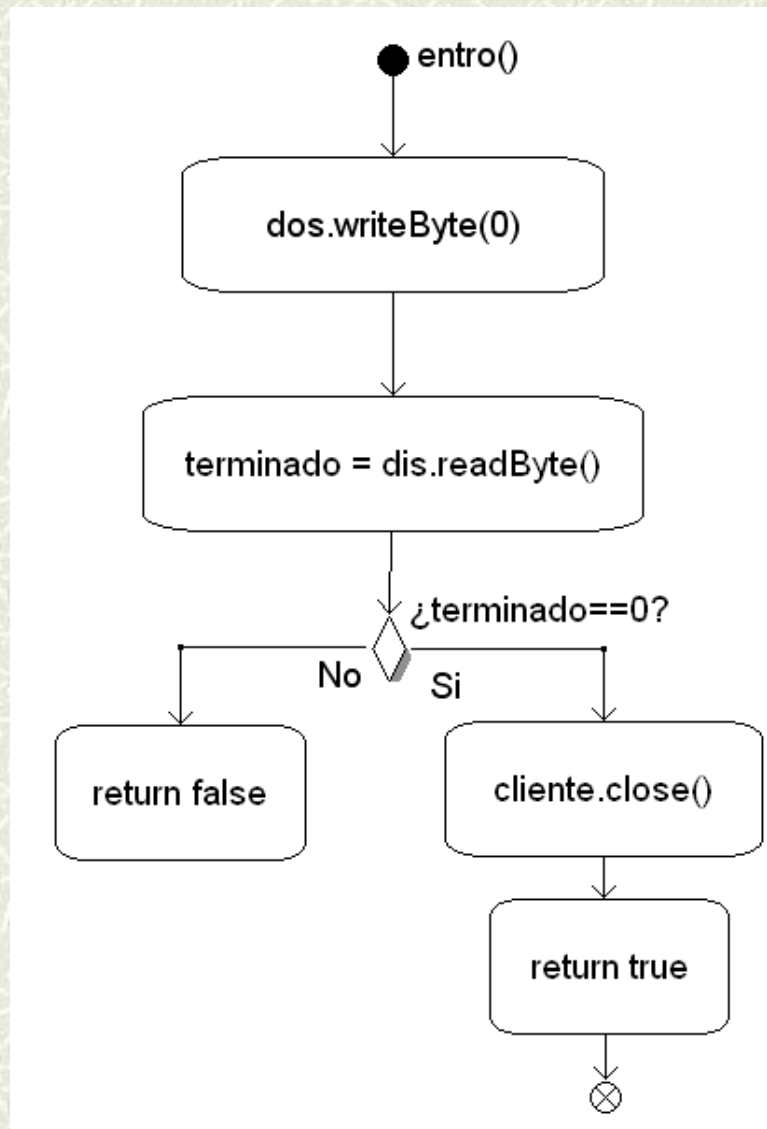 entro()
dos.writeByte(0)
terminado = dis.readByte()
¿terminado==0?
No
Si
return false
cliente.close()
return true